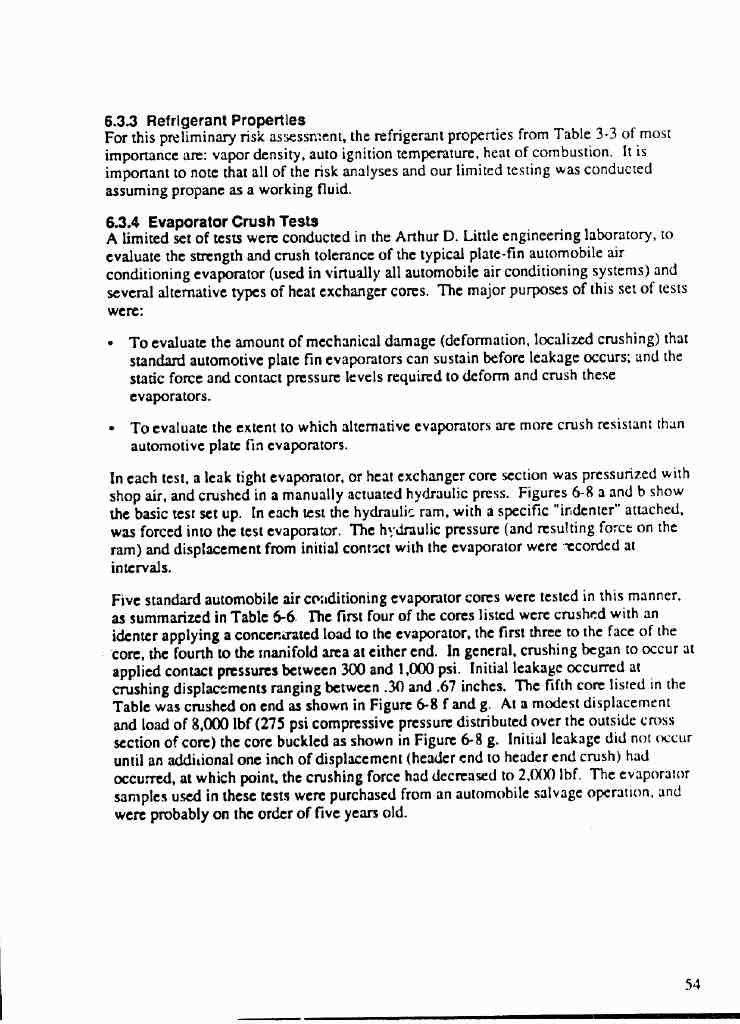 6.3.3 Refrigerant Properties
For this preliminary risk assessment, the refrigerant properties from Table 3-3 of most
importance are: vapor density, auto ignition temperature, heat of combustion. It is
important to note that all of the risk analyses and our limited testing was conducted
assuming propane as a working fluid.
6.3.4 Evaporator Crush Tests
A limited set of tests were conducted in the Arthur D. Little engineering laboratory, to
evaluate the strength and crush tolerance of the typical plate-fin automobile air
conditioning evaporator (used in virtually all automobile air conditioning systems) and
several alternative types of heat exchanger cores. The major purposes of this set of tests
were:
• To evaluate the amount of mechanical damage (deformation, localized crushing) that
standard automotive plate fin evaporators can sustain before leakage occurs; and the
static force and contact pressure levels required to deform and crush these
evaporators.
• To evaluate the extent to which alternative evaporators are more crush resistant than
automotive plate fin evaporators.
In each test, a leak tight evaporator, or heat exchanger core section was pressurized with
shop air, and crushed in a manually actuated hydraulic press. Figures 6-8 a and b show
the basic test set up. In each test the hydraulic ram, with a specific "indenter" attached,
was forced into the test evaporator. The hydraulic pressure (and resulting force on the
ram) and displacement from initial contact with the evaporator were recorded at
intervals.
Five standard automobile air conditioning evaporator cores were tested in this manner,
as summarized in Table 6-6. The first four of the cores listed were crushed with an
identer applying a concentrated load to the evaporator, the first three to the face of the
core, the fourth to the manifold area at either end. In general, crushing began to occur at
applied contact pressures between 300 and 1,000 psi. Initial leakage occurred at
crushing displacements ranging between .30 and .67 inches. The fifth core listed in the
Table was crushed on end as shown in Figure 6-8 f and g. At a modest displacement
and load of 8,000 lbf (275 psi compressive pressure distributed over the outside cross
section of core) the core buckled as shown in Figure 6-8 g. Initial leakage did not occur
until an additional one inch of displacement (header end to header end crush) had
occurred, at which point, the crushing force had decreased to 2,000 lbf. The evaporator
samples used in these tests were purchased from an automobile salvage operation, and
were probably on the order of five years old.
54